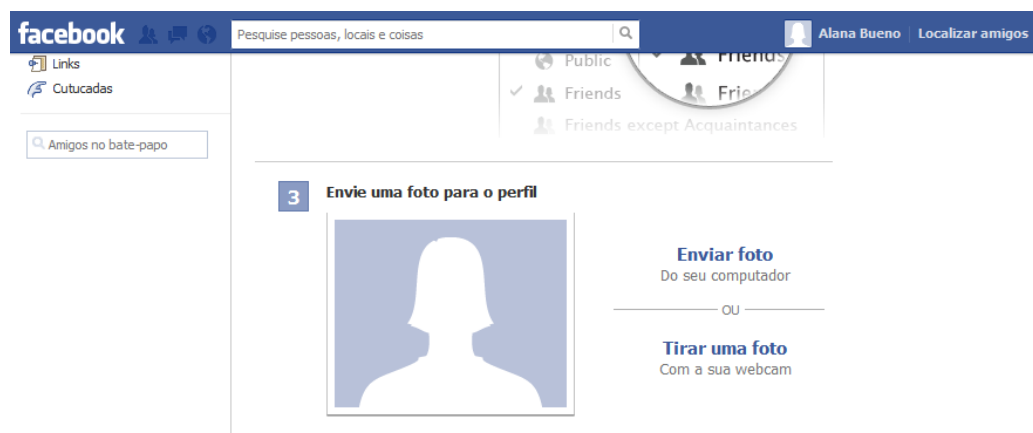 facebook
Pesquise pessoas, locais e coisas
Alana Bueno
Localizar amigos
Links
Cutucadas
Amigos no bate-papo
Public
Friends
Friends
Friends except Acquaintances
3
Envie uma foto para o perfil
Enviar foto
Do seu computador
OU
Tirar uma foto
Com a sua webcam